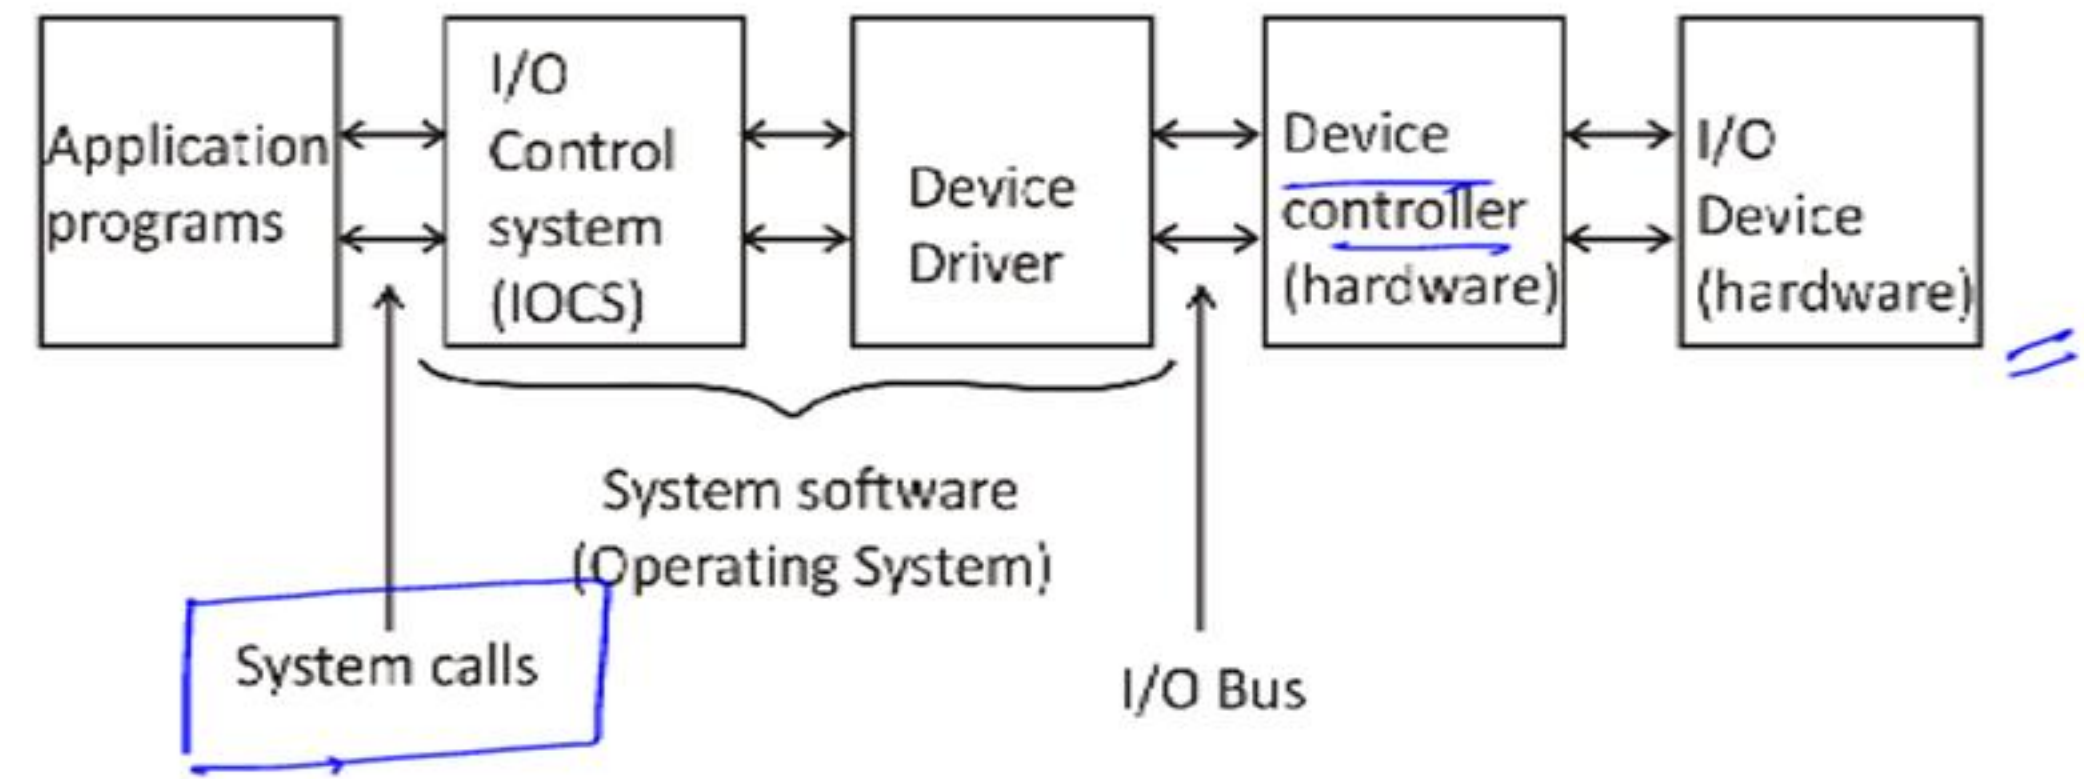 Application
programs
I/O
Control
system
(IOCS)
Device
Driver
Device
controller
(hardware)
I/O
Device
(hardware)
System software
(Operating System)
System calls
I/O Bus